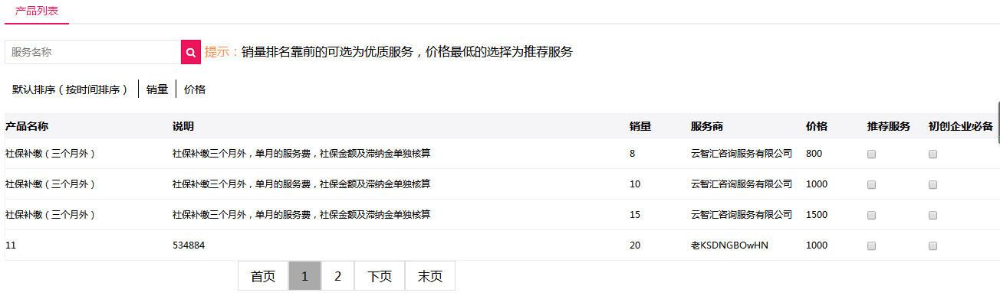 产品列表
服务名称 提示：销量排名靠前的可选为优质服务，价格最低的选择为推荐服务
默认排序（按时间排序） 销量 价格
产品名称 说明 销量 服务商 价格 推荐服务 初创企业必备
社保补缴（三个月外） 社保补缴三个月外，单月的服务费，社保金额及滞纳金单独核算 8 云智汇咨询服务有限公司 800
社保补缴（三个月外） 社保补缴三个月外，单月的服务费，社保金额及滞纳金单独核算 10 云智汇咨询服务有限公司 1000
社保补缴（三个月外） 社保补缴三个月外，单月的服务费，社保金额及滞纳金单独核算 15 云智汇咨询服务有限公司 1500
11 534884 20 老KSDNGBOwHN 1000
首页 1 2 下页 末页